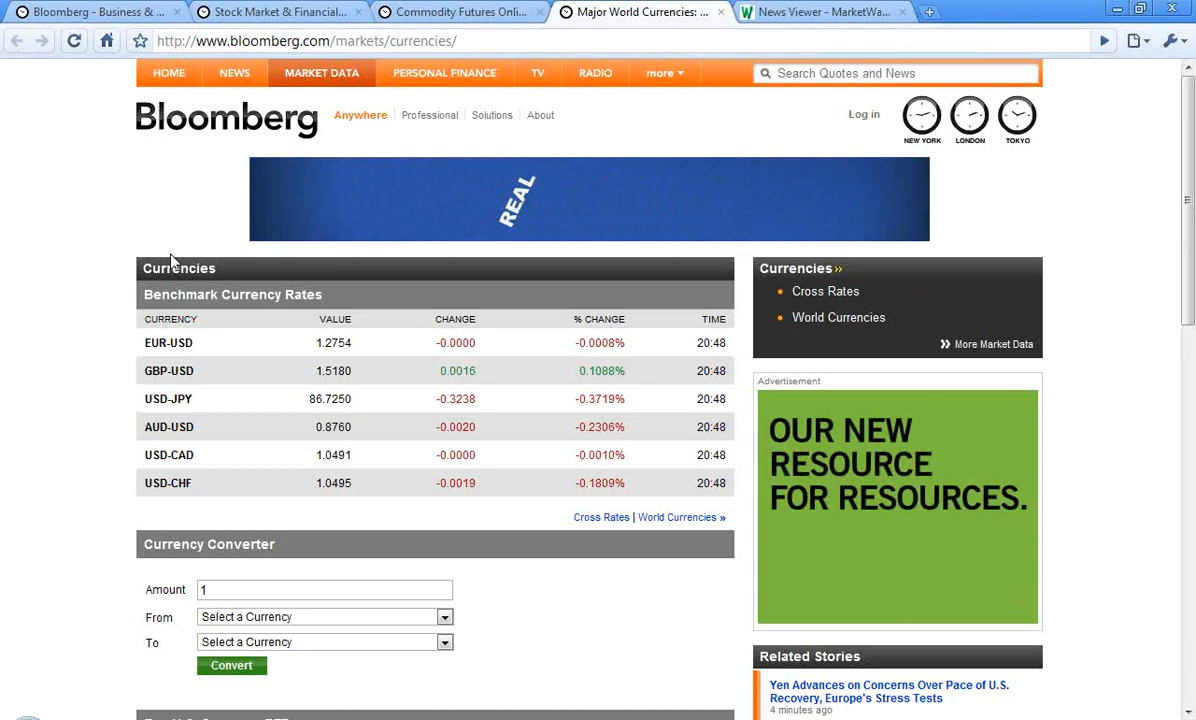 Bloomberg - Business & ...
Stock Market & Financial...
Commodity Futures Onli...
Major World Currencies: ...
News Viewer - MarketWa...
http://www.bloomberg.com/markets/currencies/
HOME NEWS MARKET DATA PERSONAL FINANCE TV RADIO more
Search Quotes and News
Bloomberg
Anywhere Professional Solutions About
Log in
NEW YORK LONDON TOKYO
REAL
Currencies
Benchmark Currency Rates
CURRENCY VALUE CHANGE % CHANGE TIME
EUR-USD 1.2754 -0.0000 -0.0008% 20:48
GBP-USD 1.5180 0.0016 0.1088% 20:48
USD-JPY 86.7250 -0.3238 -0.3719% 20:48
AUD-USD 0.8760 -0.0020 -0.2306% 20:48
USD-CAD 1.0491 -0.0000 -0.0010% 20:48
USD-CHF 1.0495 -0.0019 -0.1809% 20:48
Cross Rates | World Currencies »
Currency Converter
Amount 1
From Select a Currency
To Select a Currency
Convert
Currencies »
Cross Rates
World Currencies
» More Market Data
Advertisement
OUR NEW
RESOURCE
FOR RESOURCES.
Related Stories
Yen Advances on Concerns Over Pace of U.S.
Recovery, Europe's Stress Tests
4 minutes ago